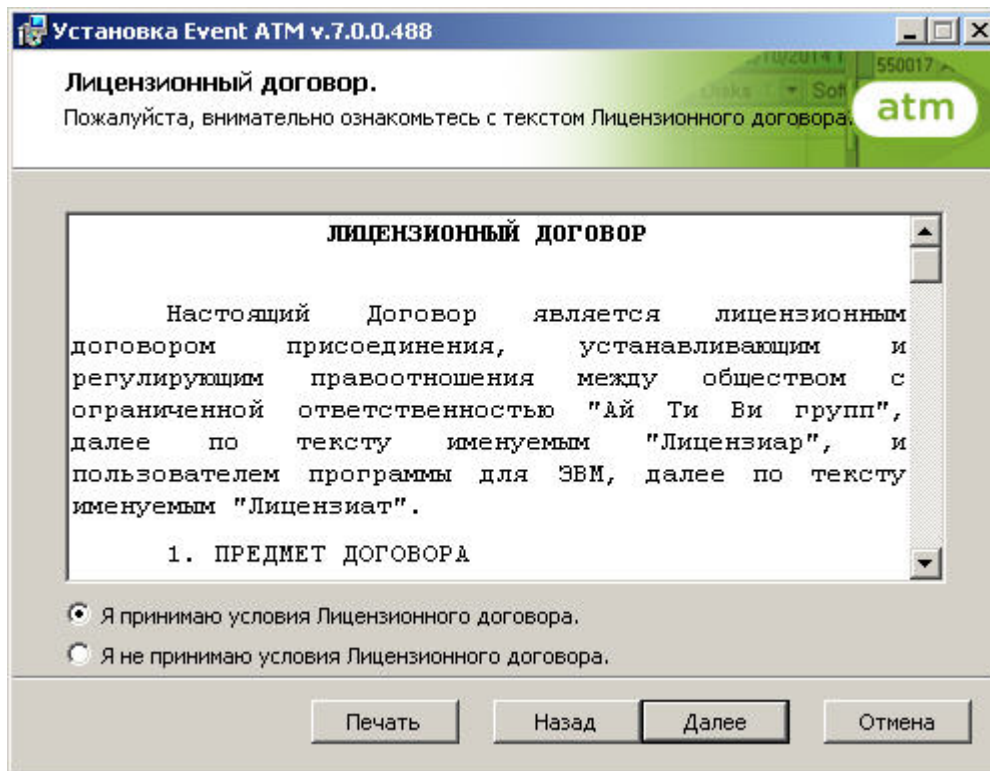 Установка Event ATM v.7.0.0.488
Лицензионный договор.
Пожалуйста, внимательно ознакомьтесь с текстом Лицензионного договора.
550017
atm
ЛИЦЕНЗИОННЫЙ ДОГОВОР
Настоящий Договор является лицензионным
договором присоединения, устанавливающим и
регулирующим правоотношения между обществом с
ограниченной ответственностью "Ай Ти Ви групп",
далее по тексту именуемым "Лицензиар", и
пользователем программы для ЭВМ, далее по тексту
именуемым "Лицензиат".
1. ПРЕДМЕТ ДОГОВОРА
Я принимаю условия Лицензионного договора.
Я не принимаю условия Лицензионного договора.
Печать Назад Далее Отмена